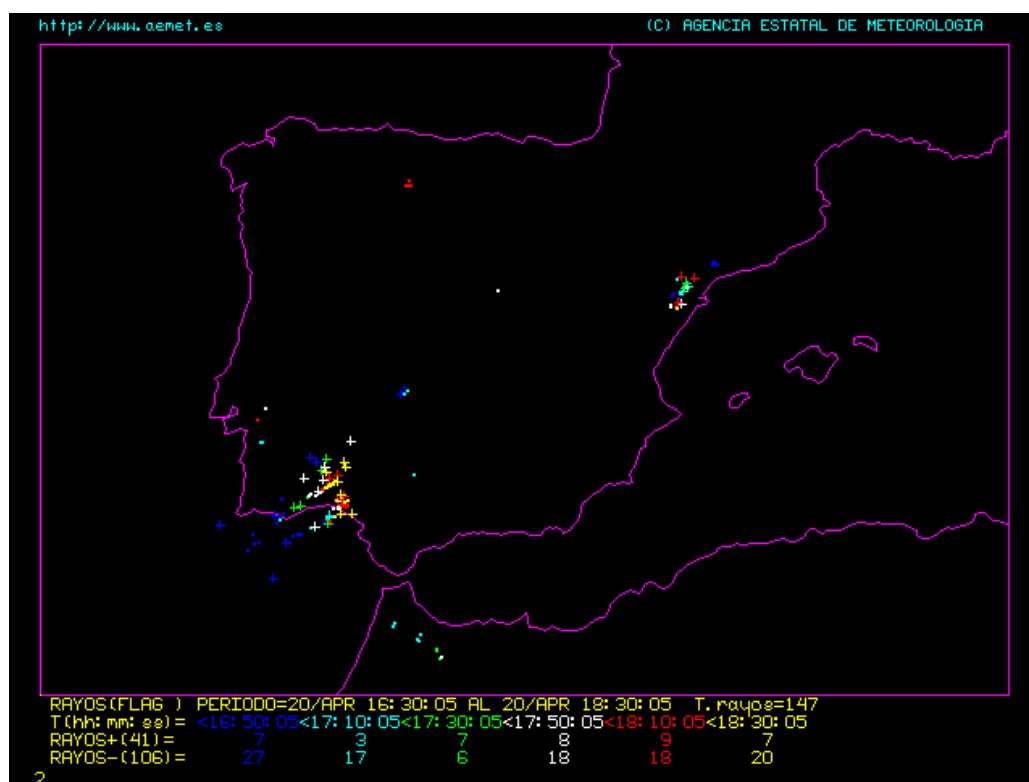 http://www.aemet.es (C) AGENCIA ESTATAL DE METEOROLOGIA
RAYOS(FLAG ) PERIODO=20/APR 16:30:05 AL 20/APR 18:30:05 T.rayos=147
T(hh:mm:ss)= <16:50:05<17:10:05<17:30:05<17:50:05<18:10:05<18:30:05
RAYOS+(41)= 7 3 7 8 9 7
RAYOS-(106)= 27 17 6 18 18 20
2